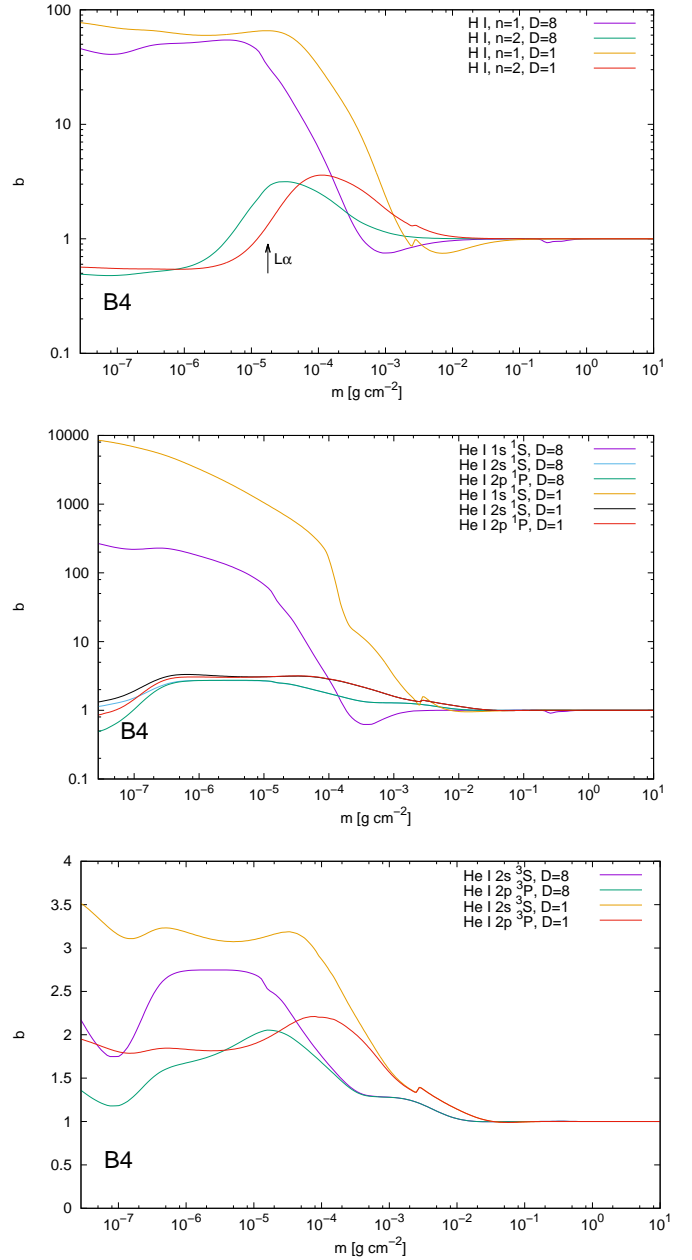 100
10
1
0.1
b
H I, n=1, D=8
H I, n=2, D=8
H I, n=1, D=1
H I, n=2, D=1
Lα
B4
10⁻⁷ 10⁻⁶ 10⁻⁵ 10⁻⁴ 10⁻³ 10⁻² 10⁻¹ 10⁰ 10¹
m [g cm⁻²]
10000
1000
100
10
1
0.1
b
He I 1s ¹S, D=8
He I 2s ¹S, D=8
He I 2p ¹P, D=8
He I 1s ¹S, D=1
He I 2s ¹S, D=1
He I 2p ¹P, D=1
B4
10⁻⁷ 10⁻⁶ 10⁻⁵ 10⁻⁴ 10⁻³ 10⁻² 10⁻¹ 10⁰ 10¹
m [g cm⁻²]
4
3.5
3
2.5
2
1.5
1
0.5
0
b
He I 2s ³S, D=8
He I 2p ³P, D=8
He I 2s ³S, D=1
He I 2p ³P, D=1
B4
10⁻⁷ 10⁻⁶ 10⁻⁵ 10⁻⁴ 10⁻³ 10⁻² 10⁻¹ 10⁰ 10¹
m [g cm⁻²]